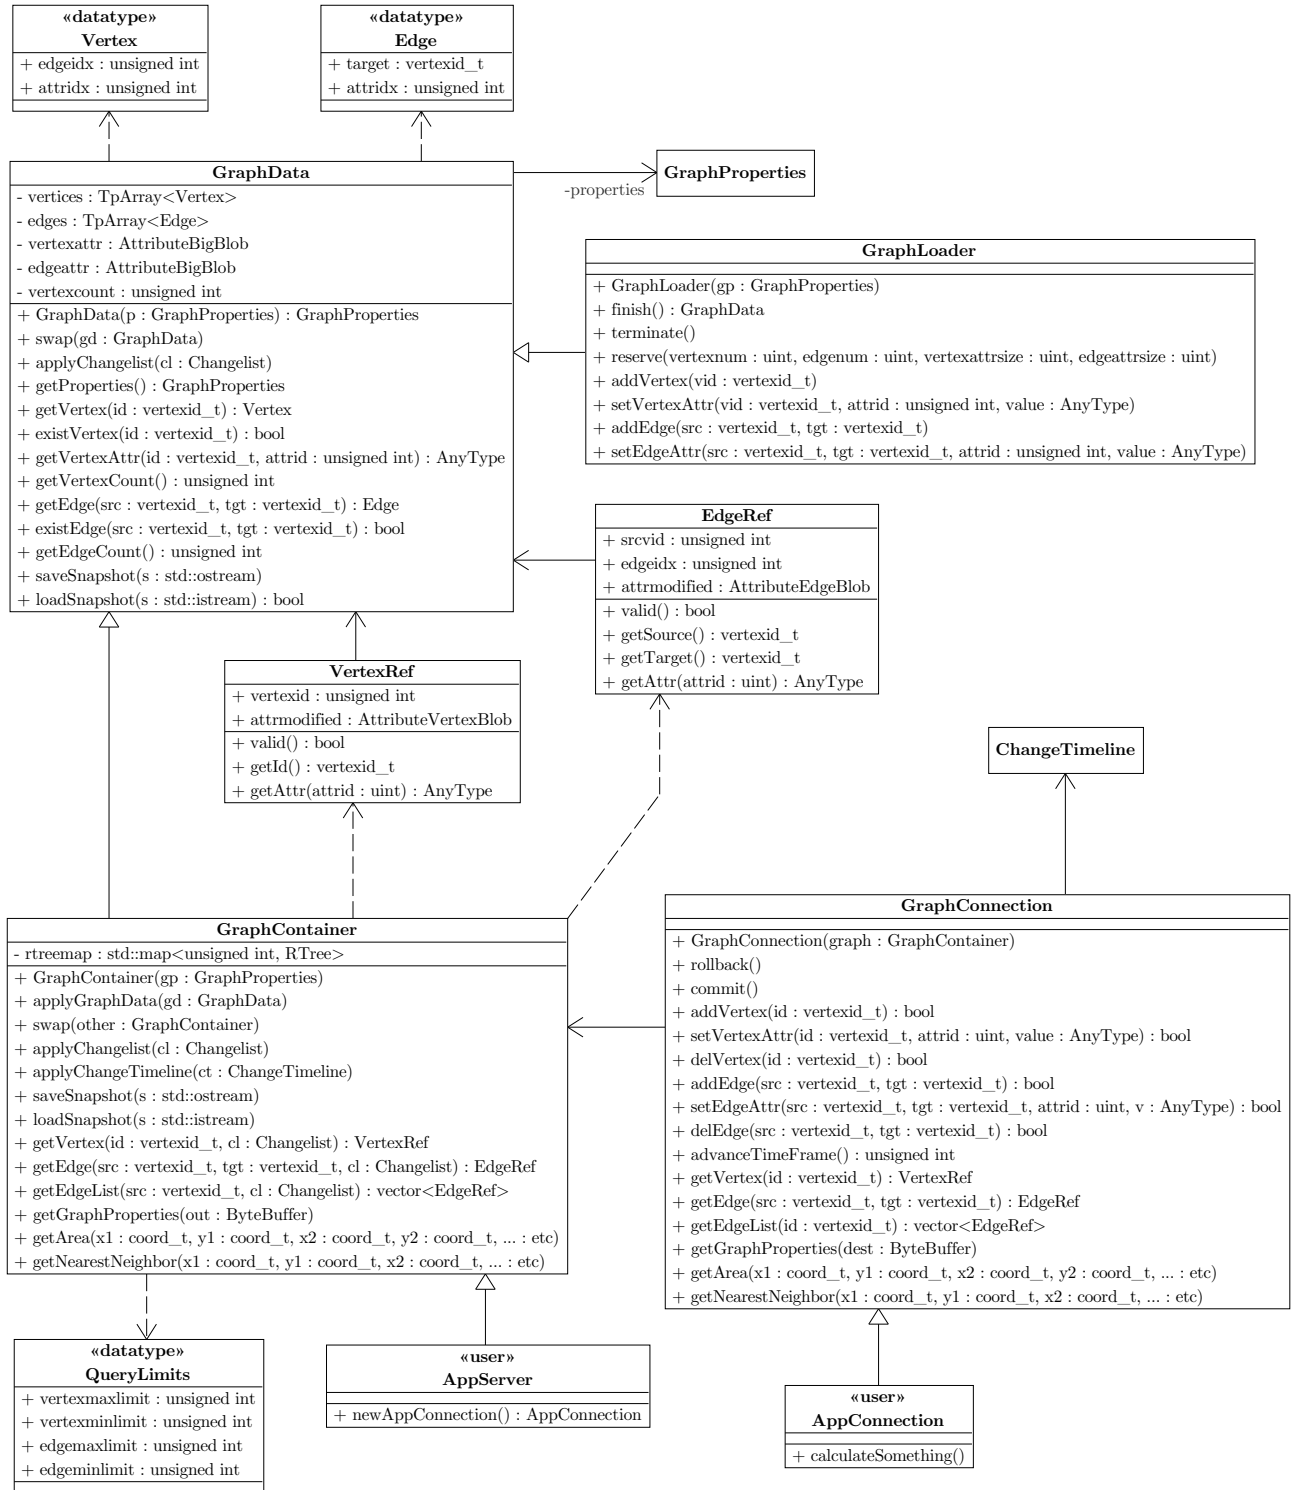 «datatype»
Vertex
+ edgeidx : unsigned int
+ attridx : unsigned int
«datatype»
Edge
+ target : vertexid_t
+ attridx : unsigned int
GraphData
- vertices : TpArray<Vertex>
- edges : TpArray<Edge>
- vertexattr : AttributeBigBlob
- edgeattr : AttributeBigBlob
- vertexcount : unsigned int
+ GraphData(p : GraphProperties) : GraphProperties
+ swap(gd : GraphData)
+ applyChangelist(cl : Changelist)
+ getProperties() : GraphProperties
+ getVertex(id : vertexid_t) : Vertex
+ existVertex(id : vertexid_t) : bool
+ getVertexAttr(id : vertexid_t, attrid : unsigned int) : AnyType
+ getVertexCount() : unsigned int
+ getEdge(src : vertexid_t, tgt : vertexid_t) : Edge
+ existEdge(src : vertexid_t, tgt : vertexid_t) : bool
+ getEdgeCount() : unsigned int
+ saveSnapshot(s : std::ostream)
+ loadSnapshot(s : std::istream) : bool
-properties
GraphProperties
GraphLoader
+ GraphLoader(gp : GraphProperties)
+ finish() : GraphData
+ terminate()
+ reserve(vertexnum : uint, edgenum : uint, vertexattrsize : uint, edgeattrsize : uint)
+ addVertex(vid : vertexid_t)
+ setVertexAttr(vid : vertexid_t, attrid : unsigned int, value : AnyType)
+ addEdge(src : vertexid_t, tgt : vertexid_t)
+ setEdgeAttr(src : vertexid_t, tgt : vertexid_t, attrid : unsigned int, value : AnyType)
EdgeRef
+ srcvid : unsigned int
+ edgeidx : unsigned int
+ attrmodified : AttributeEdgeBlob
+ valid() : bool
+ getSource() : vertexid_t
+ getTarget() : vertexid_t
+ getAttr(attrid : uint) : AnyType
VertexRef
+ vertexid : unsigned int
+ attrmodified : AttributeVertexBlob
+ valid() : bool
+ getId() : vertexid_t
+ getAttr(attrid : uint) : AnyType
ChangeTimeline
GraphContainer
- rtreemap : std::map<unsigned int, RTree>
+ GraphContainer(gp : GraphProperties)
+ applyGraphData(gd : GraphData)
+ swap(other : GraphContainer)
+ applyChangelist(cl : Changelist)
+ applyChangeTimeline(ct : ChangeTimeline)
+ saveSnapshot(s : std::ostream)
+ loadSnapshot(s : std::istream)
+ getVertex(id : vertexid_t, cl : Changelist) : VertexRef
+ getEdge(src : vertexid_t, tgt : vertexid_t, cl : Changelist) : EdgeRef
+ getEdgeList(src : vertexid_t, cl : Changelist) : vector<EdgeRef>
+ getGraphProperties(out : ByteBuffer)
+ getArea(x1 : coord_t, y1 : coord_t, x2 : coord_t, y2 : coord_t, ... : etc)
+ getNearestNeighbor(x1 : coord_t, y1 : coord_t, x2 : coord_t, ... : etc)
GraphConnection
+ GraphConnection(graph : GraphContainer)
+ rollback()
+ commit()
+ addVertex(id : vertexid_t) : bool
+ setVertexAttr(id : vertexid_t, attrid : uint, value : AnyType) : bool
+ delVertex(id : vertexid_t) : bool
+ addEdge(src : vertexid_t, tgt : vertexid_t) : bool
+ setEdgeAttr(src : vertexid_t, tgt : vertexid_t, attrid : uint, v : AnyType) : bool
+ delEdge(src : vertexid_t, tgt : vertexid_t) : bool
+ advanceTimeFrame() : unsigned int
+ getVertex(id : vertexid_t) : VertexRef
+ getEdge(src : vertexid_t, tgt : vertexid_t) : EdgeRef
+ getEdgeList(id : vertexid_t) : vector<EdgeRef>
+ getGraphProperties(dest : ByteBuffer)
+ getArea(x1 : coord_t, y1 : coord_t, x2 : coord_t, y2 : coord_t, ... : etc)
+ getNearestNeighbor(x1 : coord_t, y1 : coord_t, x2 : coord_t, ... : etc)
«datatype»
QueryLimits
+ vertexmaxlimit : unsigned int
+ vertexminlimit : unsigned int
+ edgemaxlimit : unsigned int
+ edgeminlimit : unsigned int
«user»
AppServer
+ newAppConnection() : AppConnection
«user»
AppConnection
+ calculateSomething()